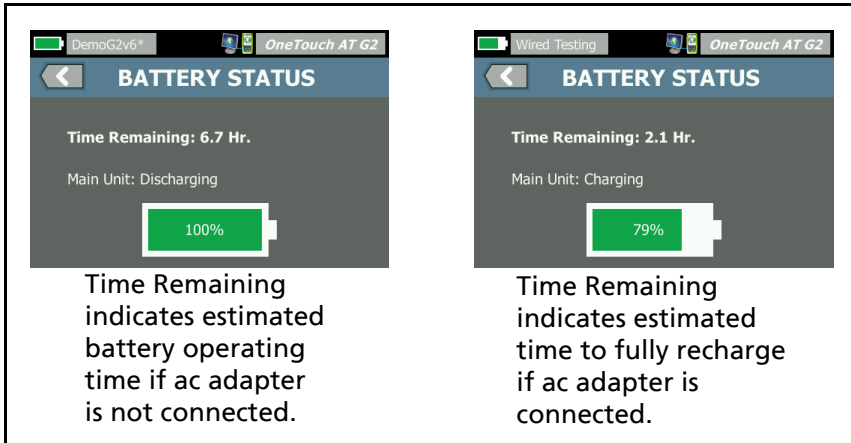 DemoG2v6*
OneTouch AT G2
BATTERY STATUS
Time Remaining: 6.7 Hr.
Main Unit: Discharging
100%
Time Remaining
indicates estimated
battery operating
time if ac adapter
is not connected.
Wired Testing
OneTouch AT G2
BATTERY STATUS
Time Remaining: 2.1 Hr.
Main Unit: Charging
79%
Time Remaining
indicates estimated
time to fully recharge
if ac adapter is
connected.